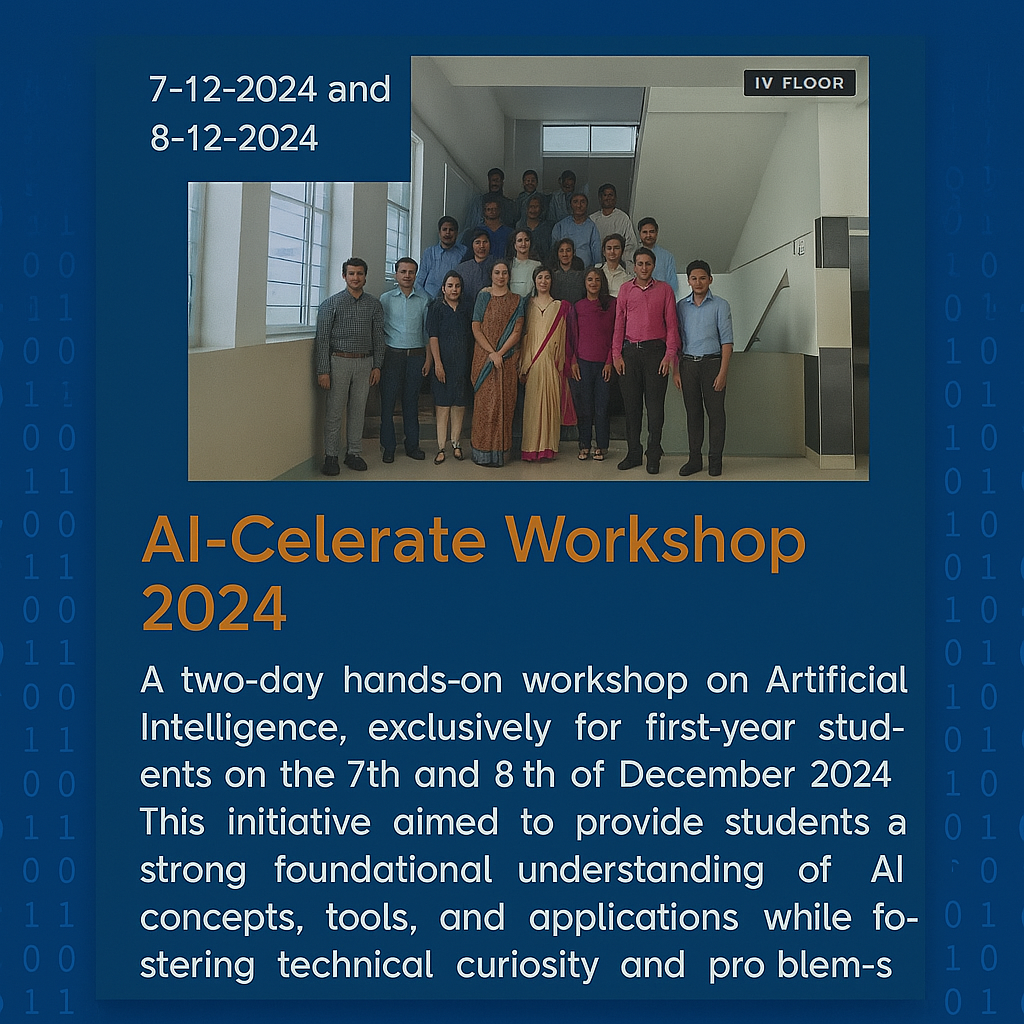 7-12-2024 and
8-12-2024
IV FLOOR
AI-Celerate Workshop
2024
A two-day hands-on workshop on Artificial
Intelligence, exclusively for first-year stud-
ents on the 7th and 8 th of December 2024
This initiative aimed to provide students a
strong foundational understanding of AI
concepts, tools, and applications while fo-
stering technical curiosity and pro blem-s